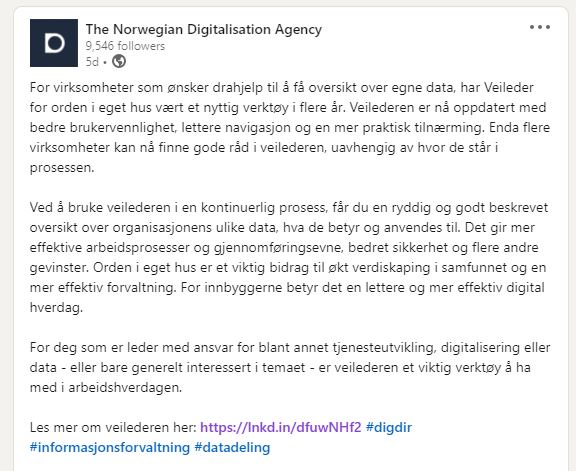 The Norwegian Digitalisation Agency
9,546 followers
5d •
For virksomheter som ønsker drahjelp til å få oversikt over egne data, har Veileder
for orden i eget hus vært et nyttig verktøy i flere år. Veilederen er nå oppdatert med
bedre brukervennlighet, lettere navigasjon og en mer praktisk tilnærming. Enda flere
virksomheter kan nå finne gode råd i veilederen, uavhengig av hvor de står i
prosessen.
Ved å bruke veilederen i en kontinuerlig prosess, får du en ryddig og godt beskrevet
oversikt over organisasjonens ulike data, hva de betyr og anvendes til. Det gir mer
effektive arbeidsprosesser og gjennomføringsevne, bedret sikkerhet og flere andre
gevinster. Orden i eget hus er et viktig bidrag til økt verdiskaping i samfunnet og en
mer effektiv forvaltning. For innbyggerne betyr det en lettere og mer effektiv digital
hverdag.
For deg som er leder med ansvar for blant annet tjenesteutvikling, digitalisering eller
data - eller bare generelt interessert i temaet - er veilederen et viktig verktøy å ha
med i arbeidshverdagen.
Les mer om veilederen her: https://lnkd.in/dfuwNHf2 #digdir
#informasjonsforvaltning #datadeling